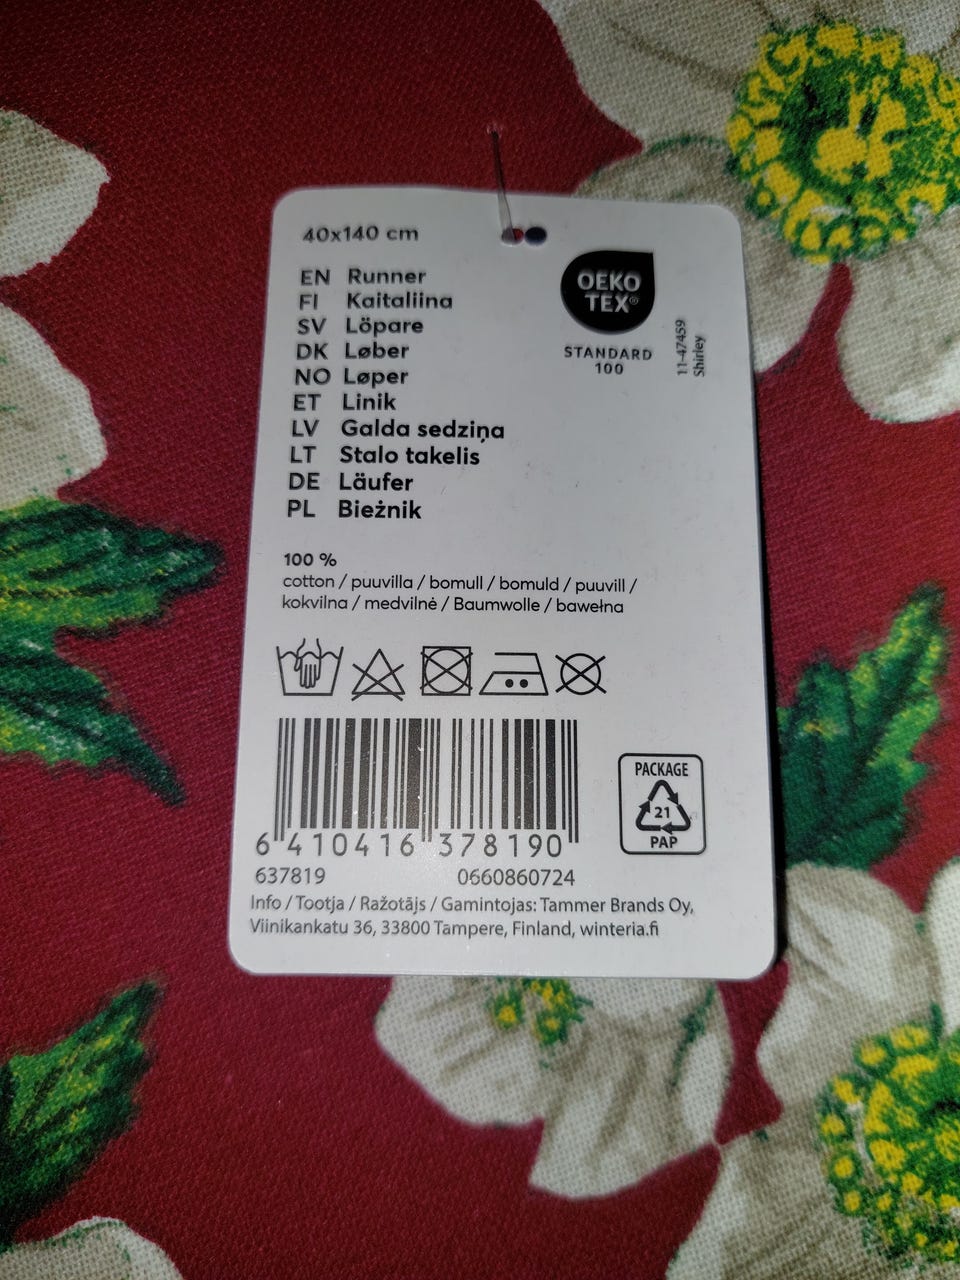 40x140 cm
OEKO
TEX®
STANDARD
100
11-47459
Shirley
EN Runner
FI Kaitaliina
SV Löpare
DK Løber
NO Løper
ET Linik
LV Galda sedziņa
LT Stalo takelis
DE Läufer
PL Bieżnik
100 %
cotton / puuvilla / bomull / bomuld / puuvill /
kokvilna / medvilnė / Baumwolle / bawełna
6 410416 378190
637819 0660860724
PACKAGE
21
PAP
Info / Tootja / Ražotājs / Gamintojas: Tammer Brands Oy,
Viinikankatu 36, 33800 Tampere, Finland, winteria.fi